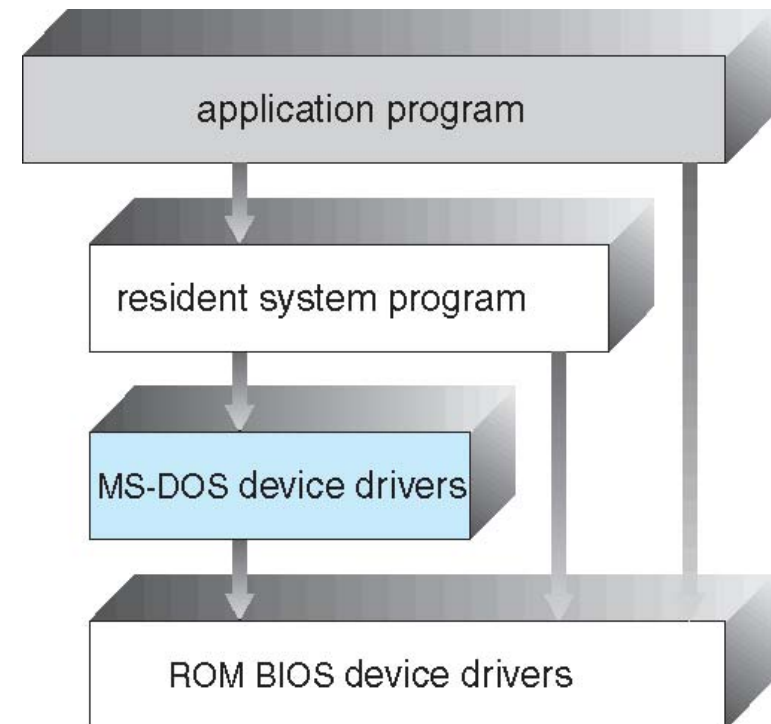 application program
resident system program
MS-DOS device drivers
ROM BIOS device drivers